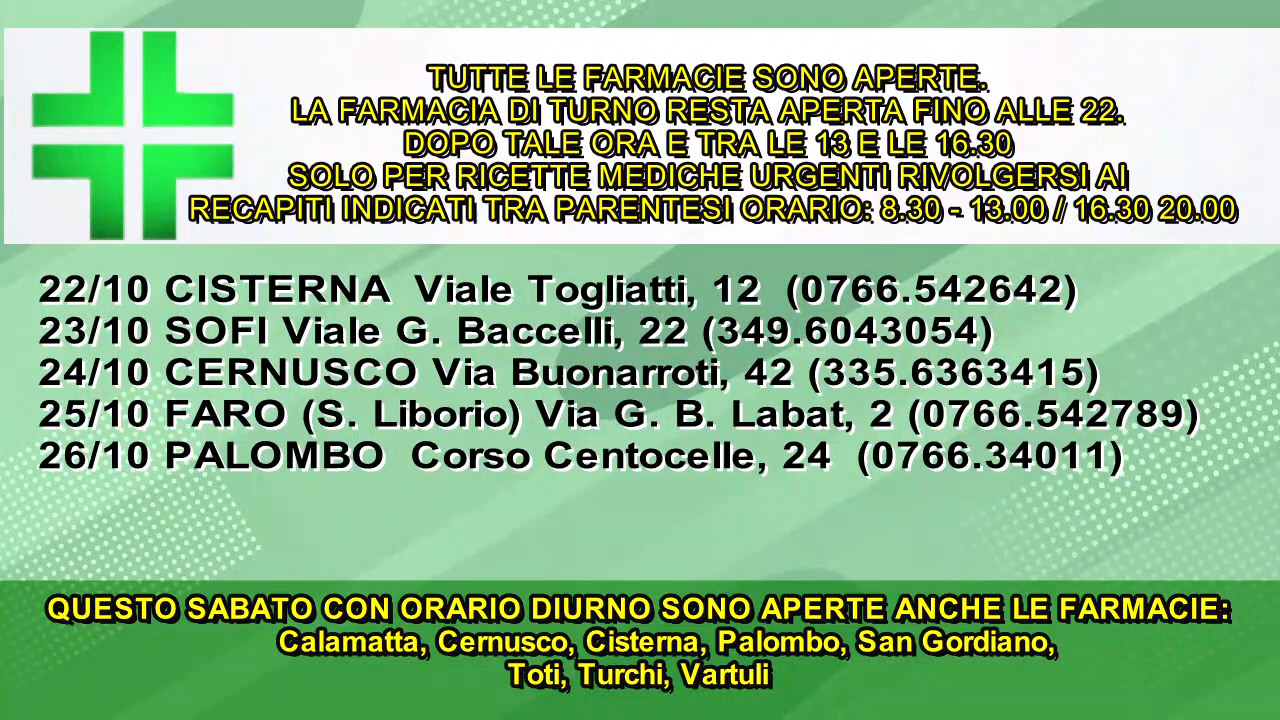 TUTTE LE FARMACIE SONO APERTE.
LA FARMACIA DI TURNO RESTA APERTA FINO ALLE 22.
DOPO TALE ORA E TRA LE 13 E LE 16.30
SOLO PER RICETTE MEDICHE URGENTI RIVOLGERSI AI
RECAPITI INDICATI TRA PARENTESI ORARIO: 8.30 - 13.00 / 16.30 20.00
22/10 CISTERNA Viale Togliatti, 12 (0766.542642)
23/10 SOFI Viale G. Baccelli, 22 (349.6043054)
24/10 CERNUSCO Via Buonarroti, 42 (335.6363415)
25/10 FARO (S. Liborio) Via G. B. Labat, 2 (0766.542789)
26/10 PALOMBO Corso Centocelle, 24 (0766.34011)
QUESTO SABATO CON ORARIO DIURNO SONO APERTE ANCHE LE FARMACIE:
Calamatta, Cernusco, Cisterna, Palombo, San Gordiano,
Toti, Turchi, Vartuli